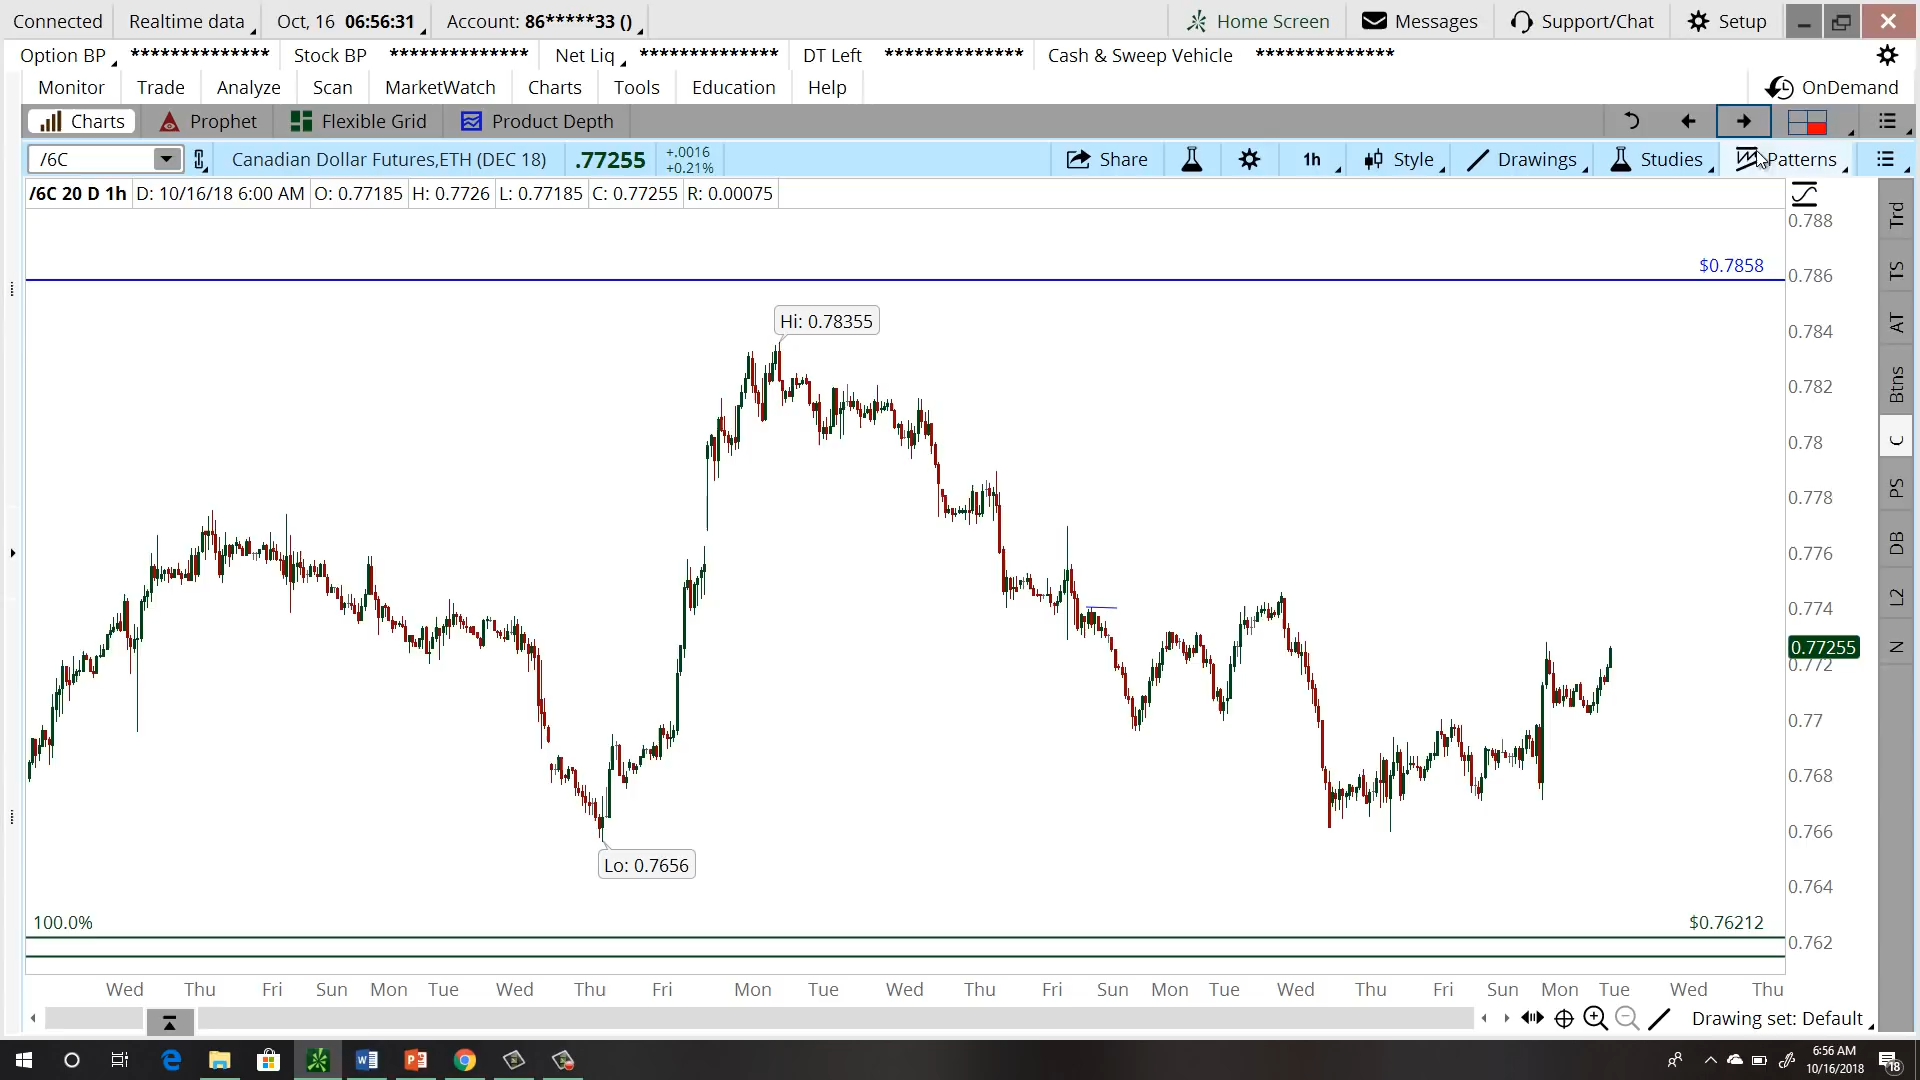 Connected Realtime data Oct, 16 06:56:31 Account: 86*****33 () Home Screen Messages Support/Chat Setup
Option BP ************** Stock BP ************** Net Liq ************** DT Left ************** Cash & Sweep Vehicle **************
Monitor Trade Analyze Scan MarketWatch Charts Tools Education Help OnDemand
Charts Prophet Flexible Grid Product Depth
/6C Canadian Dollar Futures,ETH (DEC 18) .77255 +.0016 +0.21% Share 1h Style Drawings Studies Patterns
/6C 20 D 1h D: 10/16/18 6:00 AM O: 0.77185 H: 0.7726 L: 0.77185 C: 0.77255 R: 0.00075
Trd
TS
AT
Btns
C
PS
DB
L2
N
0.788
$0.7858
0.786
Hi: 0.78355
0.784
0.782
0.78
0.778
0.776
0.774
0.77255
0.772
0.77
0.768
0.766
Lo: 0.7656
0.764
100.0% $0.76212
0.762
Wed Thu Fri Sun Mon Tue Wed Thu Fri Mon Tue Wed Thu Fri Sun Mon Tue Wed Thu Fri Sun Mon Tue Wed Thu
Drawing set: Default
6:56 AM
10/16/2018
18